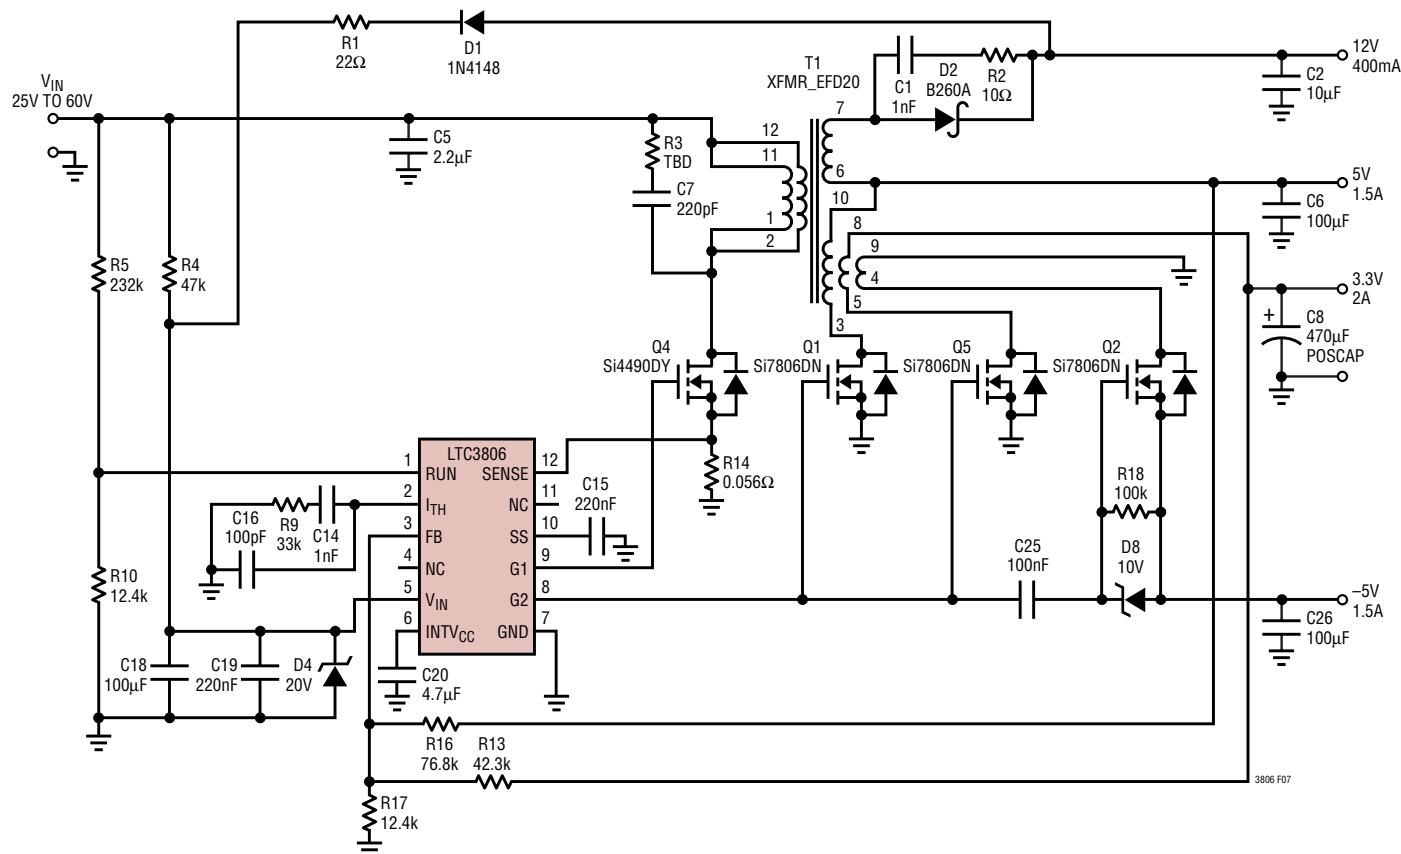 R1
22Ω
D1
1N4148
VIN
25V TO 60V
T1
XFMR_EFD20
C1
1nF
D2
B260A
R2
10Ω
12V
400mA
C2
10µF
C5
2.2µF
R3
TBD
C7
220pF
12
11
1
2
7
6
10
8
9
4
5
3
5V
1.5A
C6
100µF
R5
232k
R4
47k
3.3V
2A
+
C8
470µF
POSCAP
Q4
Si4490DY
Q1
Si7806DN
Q5
Si7806DN
Q2
Si7806DN
LTC3806
1
RUN
SENSE
12
2
ITH
NC
11
3
FB
SS
10
4
NC
G1
9
5
VIN
G2
8
6
INTVCC
GND
7
R14
0.056Ω
C15
220nF
C16
100pF
R9
33k
C14
1nF
R18
100k
C25
100nF
D8
10V
R10
12.4k
–5V
1.5A
C26
100µF
C18
100µF
C19
220nF
D4
20V
C20
4.7µF
R16
76.8k
R13
42.3k
R17
12.4k
3806 F07